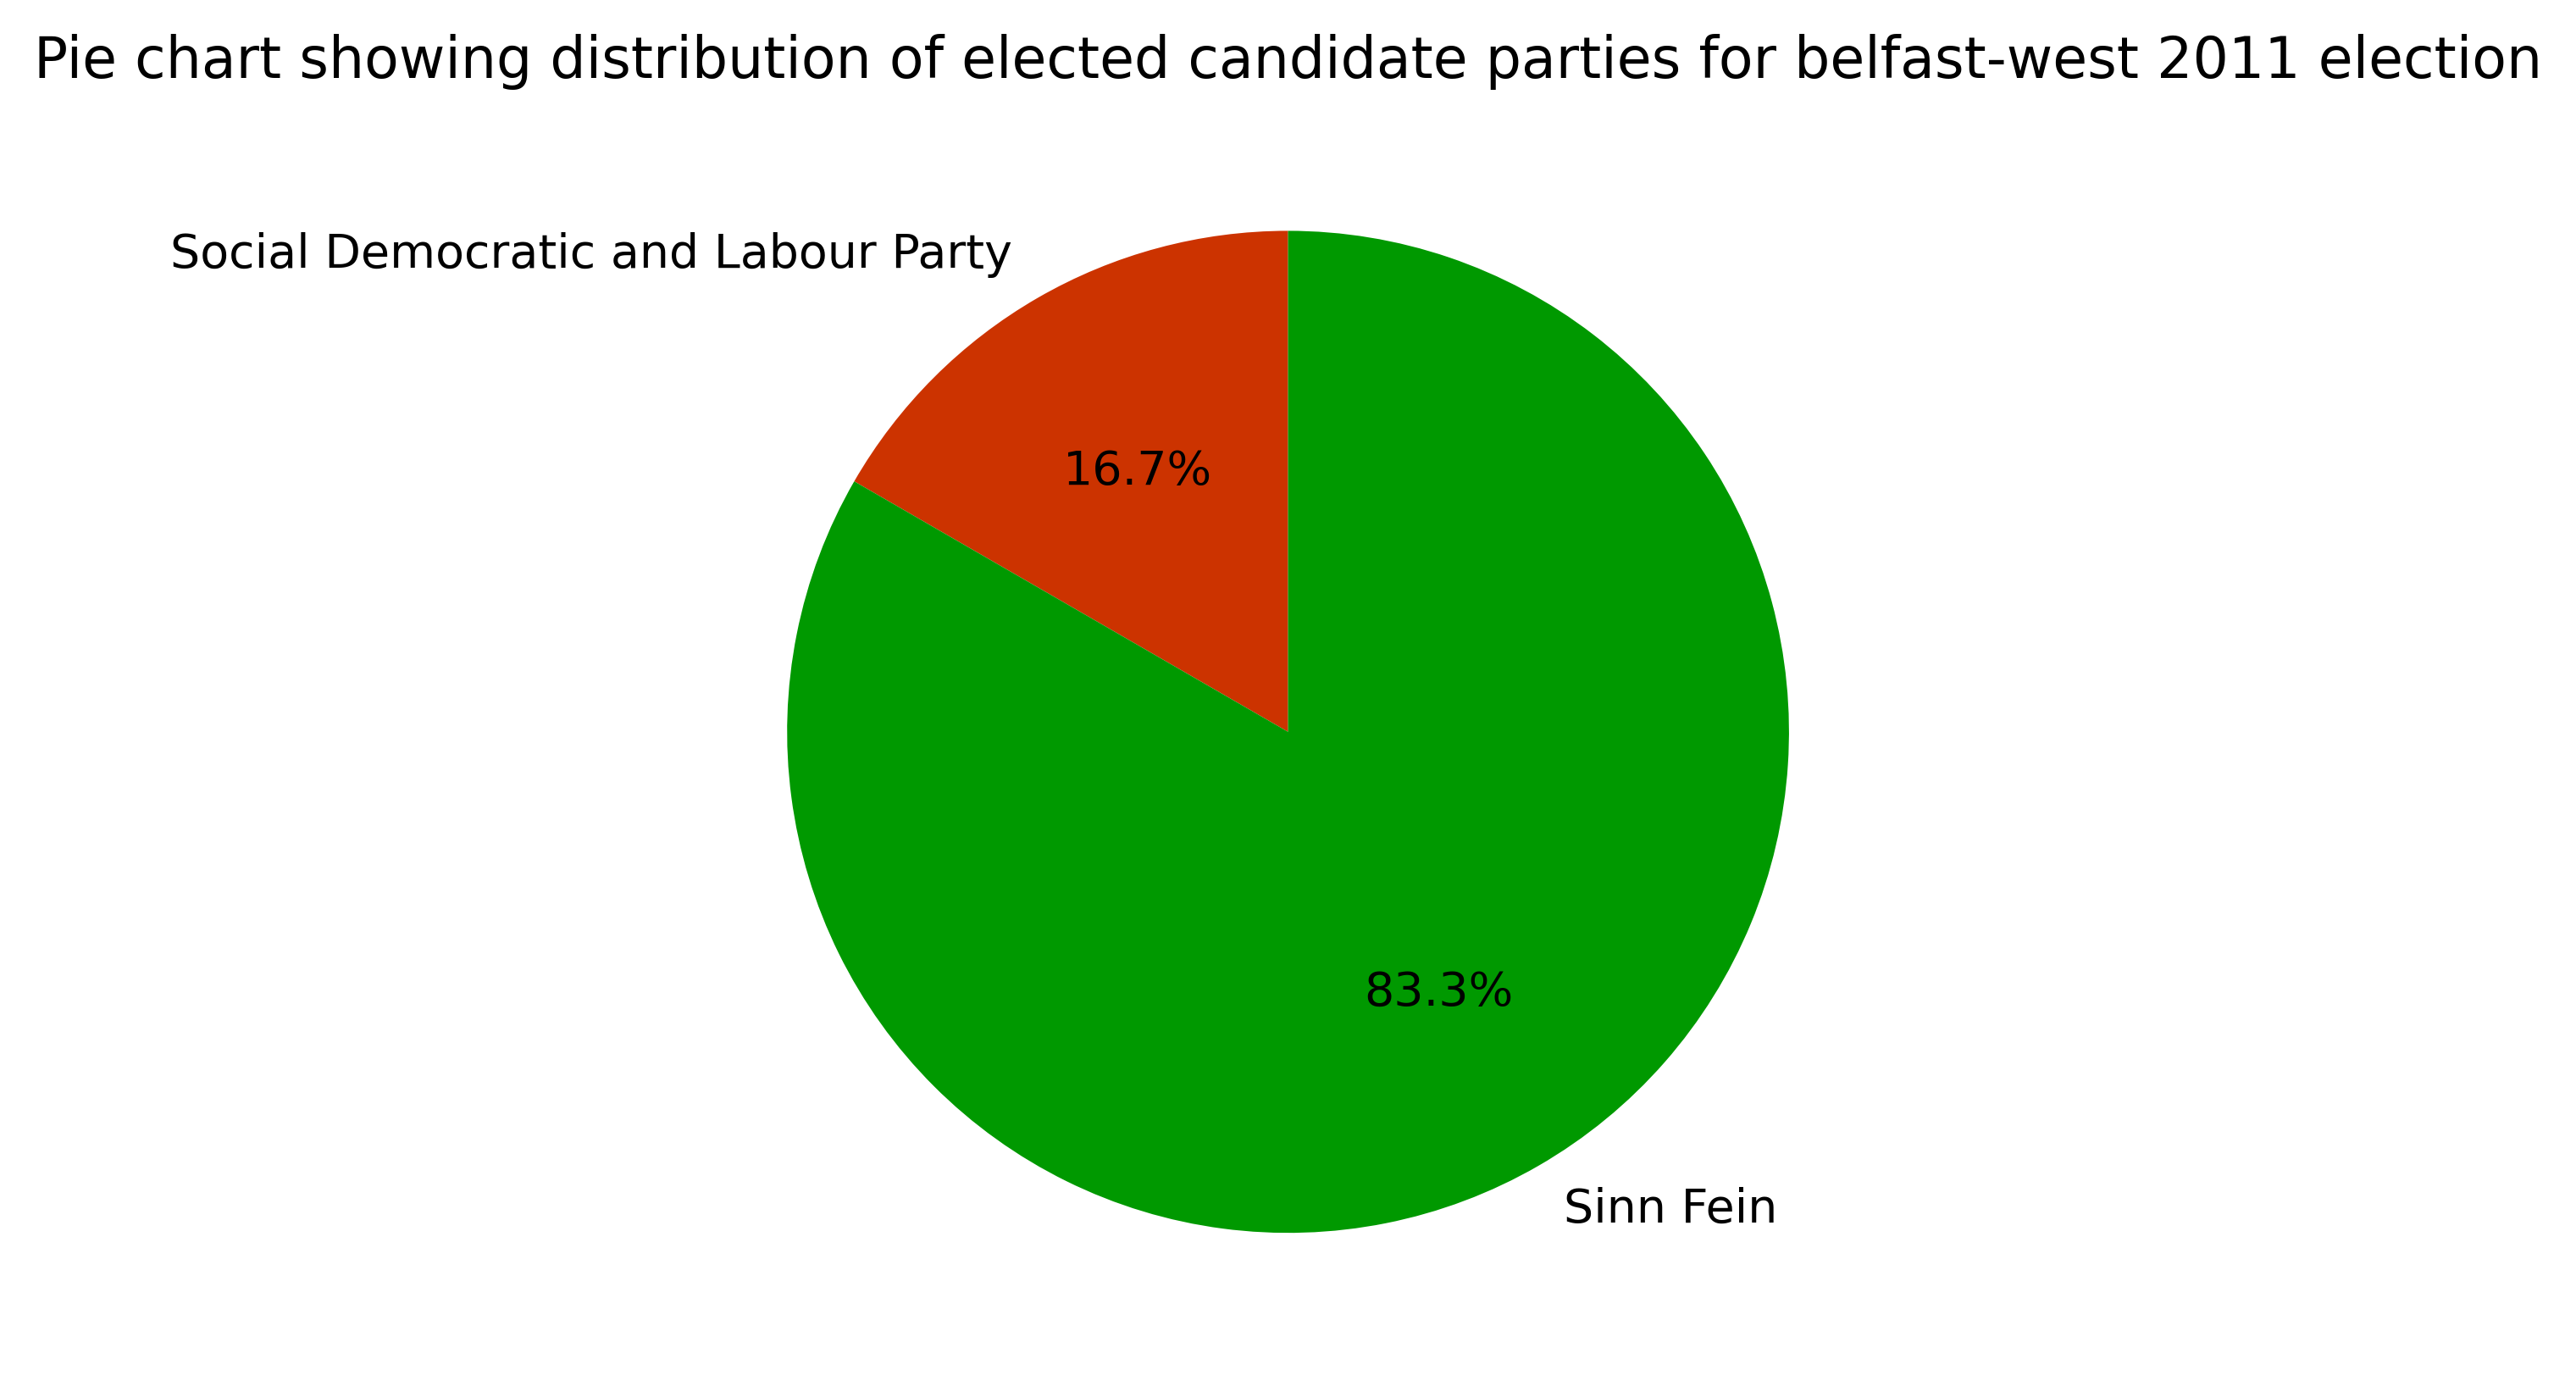 Pie chart showing distribution of elected candidate parties for belfast-west 2011 election
Social Democratic and Labour Party
16.7%
83.3%
Sinn Fein